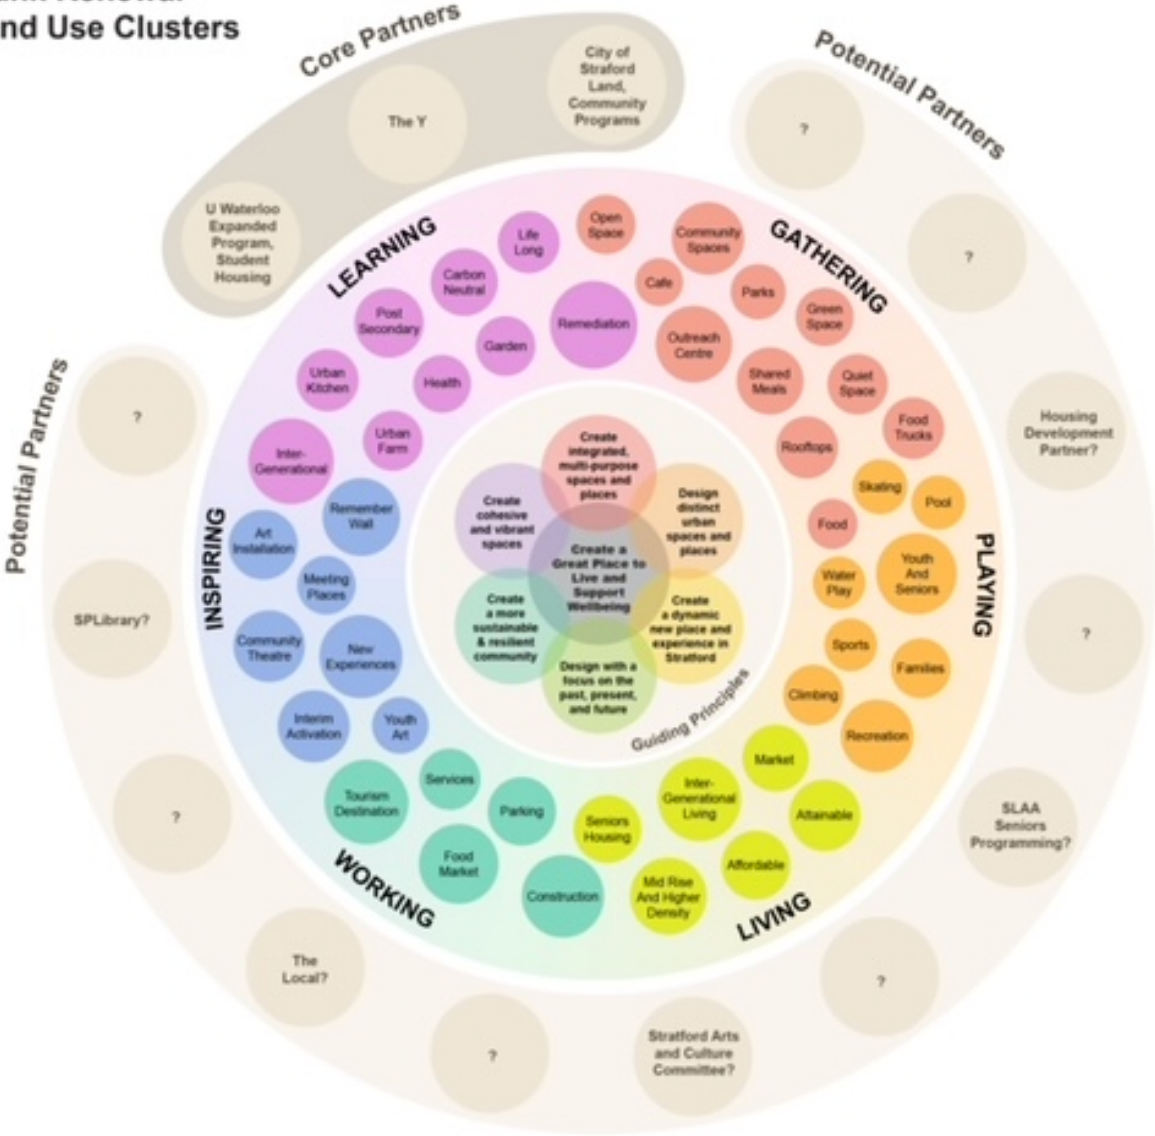 nd Use Clusters
Core Partners
City of
Straford
Land,
Community
Programs
The Y
U Waterloo
Expanded
Program,
Student
Housing
Potential Partners
?
?
Housing
Development
Partner?
?
SLAA
Seniors
Programming?
?
Stratford Arts
and Culture
Committee?
?
The
Local?
?
SPLibrary?
?
Potential Partners
LEARNING
Life
Long
Carbon
Neutral
Post
Secondary
Remediation
Garden
Urban
Kitchen
Health
Urban
Farm
Inter-
Generational
GATHERING
Open
Space
Community
Spaces
Cafe
Parks
Green
Space
Outreach
Centre
Shared
Meals
Quiet
Space
Food
Trucks
Rooftops
Food
PLAYING
Skating
Pool
Youth
And
Seniors
Water
Play
Sports
Families
Climbing
Recreation
LIVING
Market
Inter-
Generational
Living
Attainable
Seniors
Housing
Affordable
Mid Rise
And Higher
Density
WORKING
Services
Tourism
Destination
Parking
Food
Market
Construction
INSPIRING
Remember
Wall
Art
Installation
Meeting
Places
Community
Theatre
New
Experiences
Interim
Activation
Youth
Art
Create
integrated,
multi-purpose
spaces and
places
Create
cohesive
and vibrant
spaces
Design
distinct
urban
spaces and
places
Create a
Great Place to
Live and
Support
Wellbeing
Create
a more
sustainable
& resilient
community
Create
a dynamic
new place and
experience in
Stratford
Design with a
focus on the
past, present,
and future
Guiding Principles